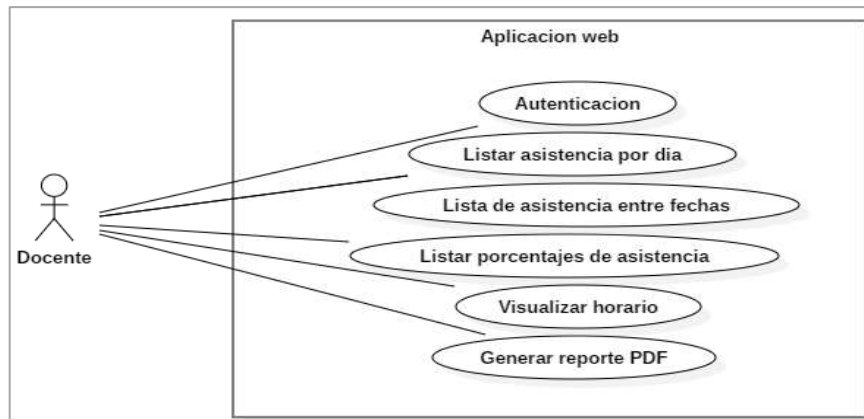 Aplicacion web
Autenticacion
Listar asistencia por dia
Lista de asistencia entre fechas
Docente
Listar porcentajes de asistencia
Visualizar horario
Generar reporte PDF